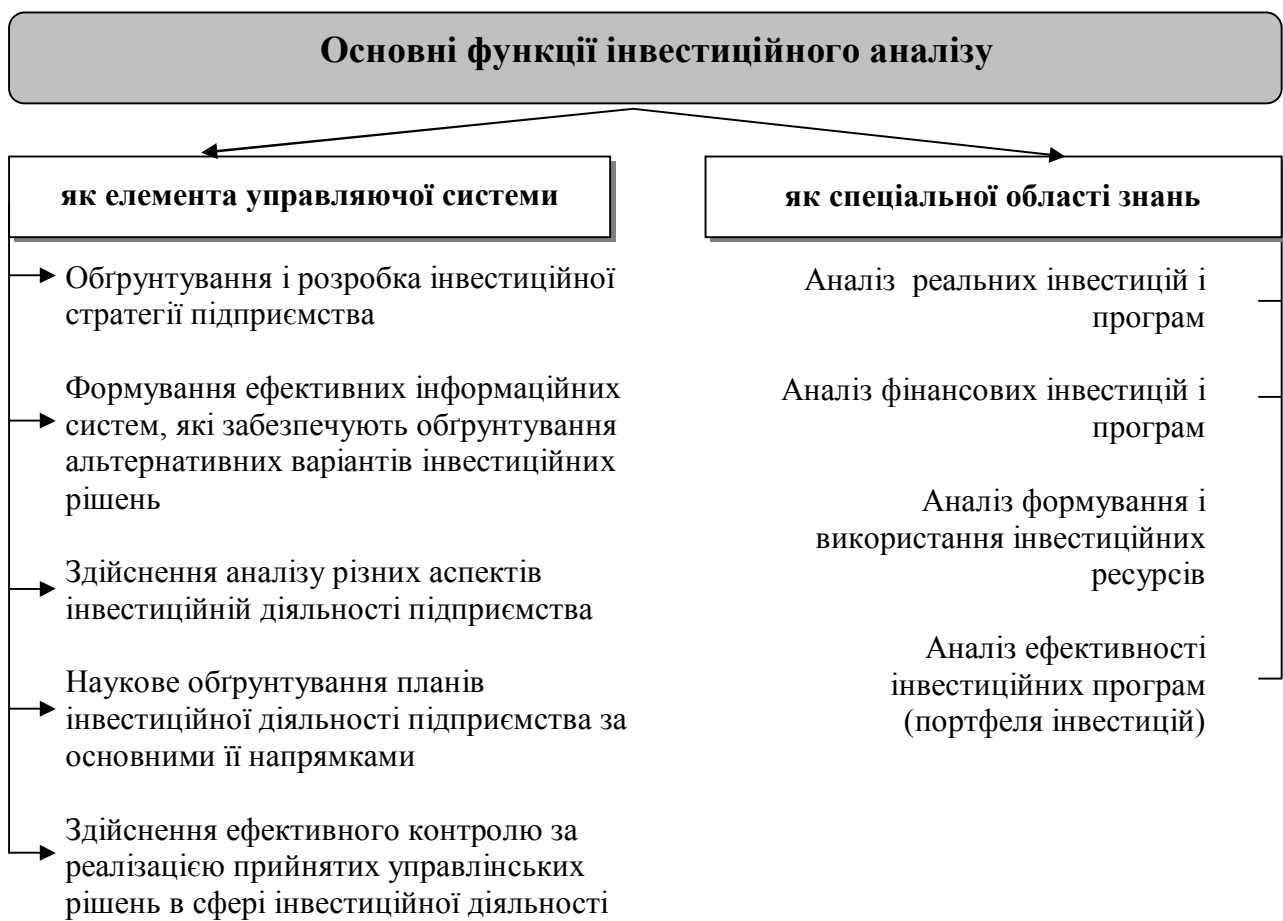 Основні функції інвестиційного аналізу
як елемента управляючої системи
Обґрунтування і розробка інвестиційної
стратегії підприємства
Формування ефективних інформаційних
систем, які забезпечують обґрунтування
альтернативних варіантів інвестиційних
рішень
Здійснення аналізу різних аспектів
інвестиційній діяльності підприємства
Наукове обґрунтування планів
інвестиційної діяльності підприємства за
основними її напрямками
Здійснення ефективного контролю за
реалізацією прийнятих управлінських
рішень в сфері інвестиційної діяльності
як спеціальної області знань
Аналіз реальних інвестицій і
програм
Аналіз фінансових інвестицій і
програм
Аналіз формування і
використання інвестиційних
ресурсів
Аналіз ефективності
інвестиційних програм
(портфеля інвестицій)